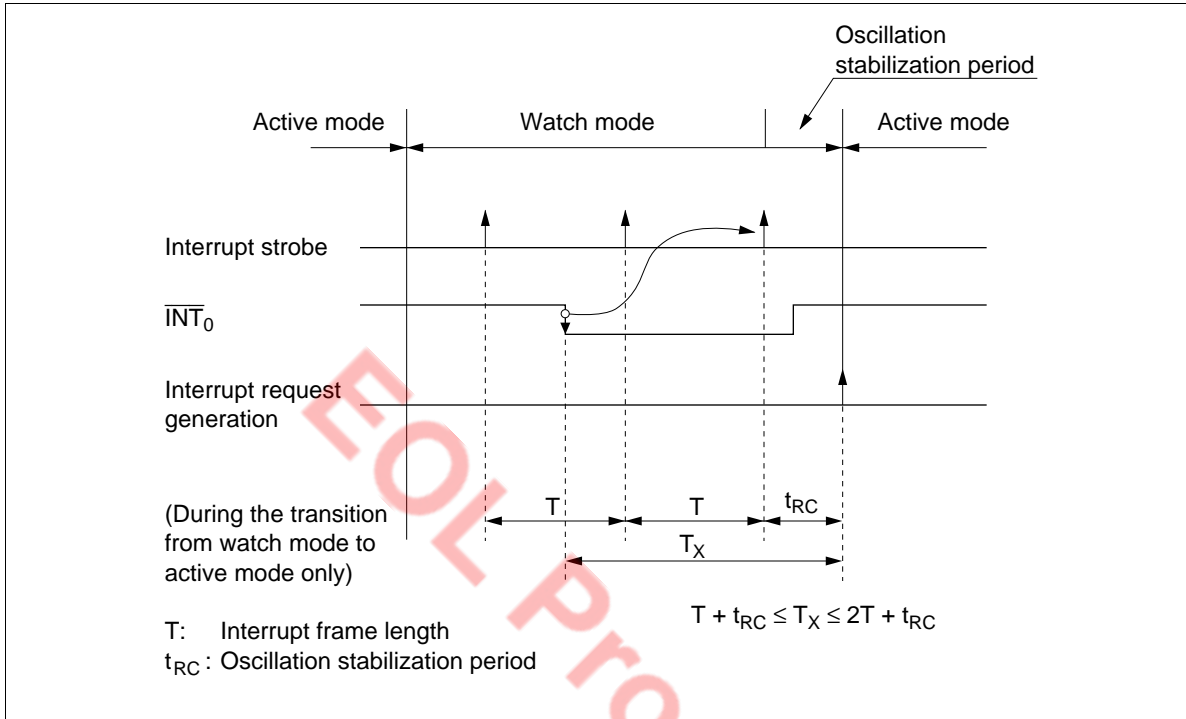 Oscillation
stabilization period
Active mode
Watch mode
Active mode
Interrupt strobe
INT0
Interrupt request
generation
(During the transition
from watch mode to
active mode only)
T
T
tRC
TX
T + tRC ≤ TX ≤ 2T + tRC
T: Interrupt frame length
tRC : Oscillation stabilization period
EOL Pro